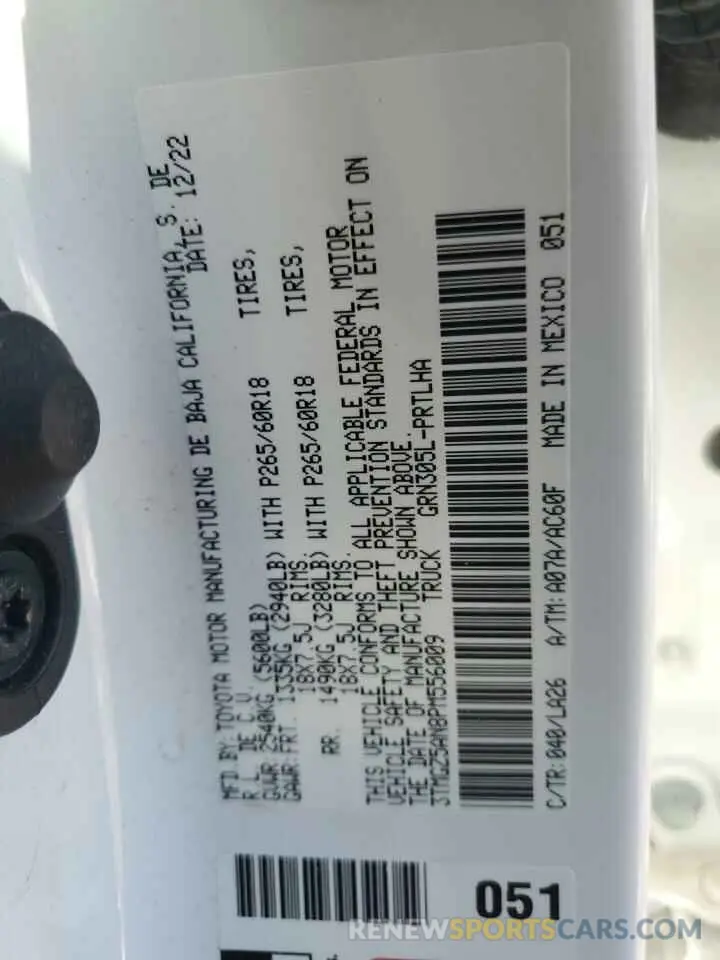 MFD.BY:TOYOTA MOTOR MANUFACTURING DE BAJA CALIFORNIA, S. DE
R.L. DE C.V. DATE: 12/22
GVWR 2540KG (5600LB)
GAWR:FRT. 1335KG (2940LB) WITH P265/60R18 TIRES,
18X7.5J RIMS.
RR. 1490KG (3280LB) WITH P265/60R18 TIRES,
18X7.5J RIMS.
THIS VEHICLE CONFORMS TO ALL APPLICABLE FEDERAL MOTOR
VEHICLE SAFETY AND THEFT PREVENTION STANDARDS IN EFFECT ON
THE DATE OF MANUFACTURE SHOWN ABOVE.
3TMGZ5AN8PM556009 TRUCK GRN305L-PRTLHA
C/TR:040/LA26 A/TM:A07A/AC60F MADE IN MEXICO 051
051
RENEWSPORTSCARS.COM